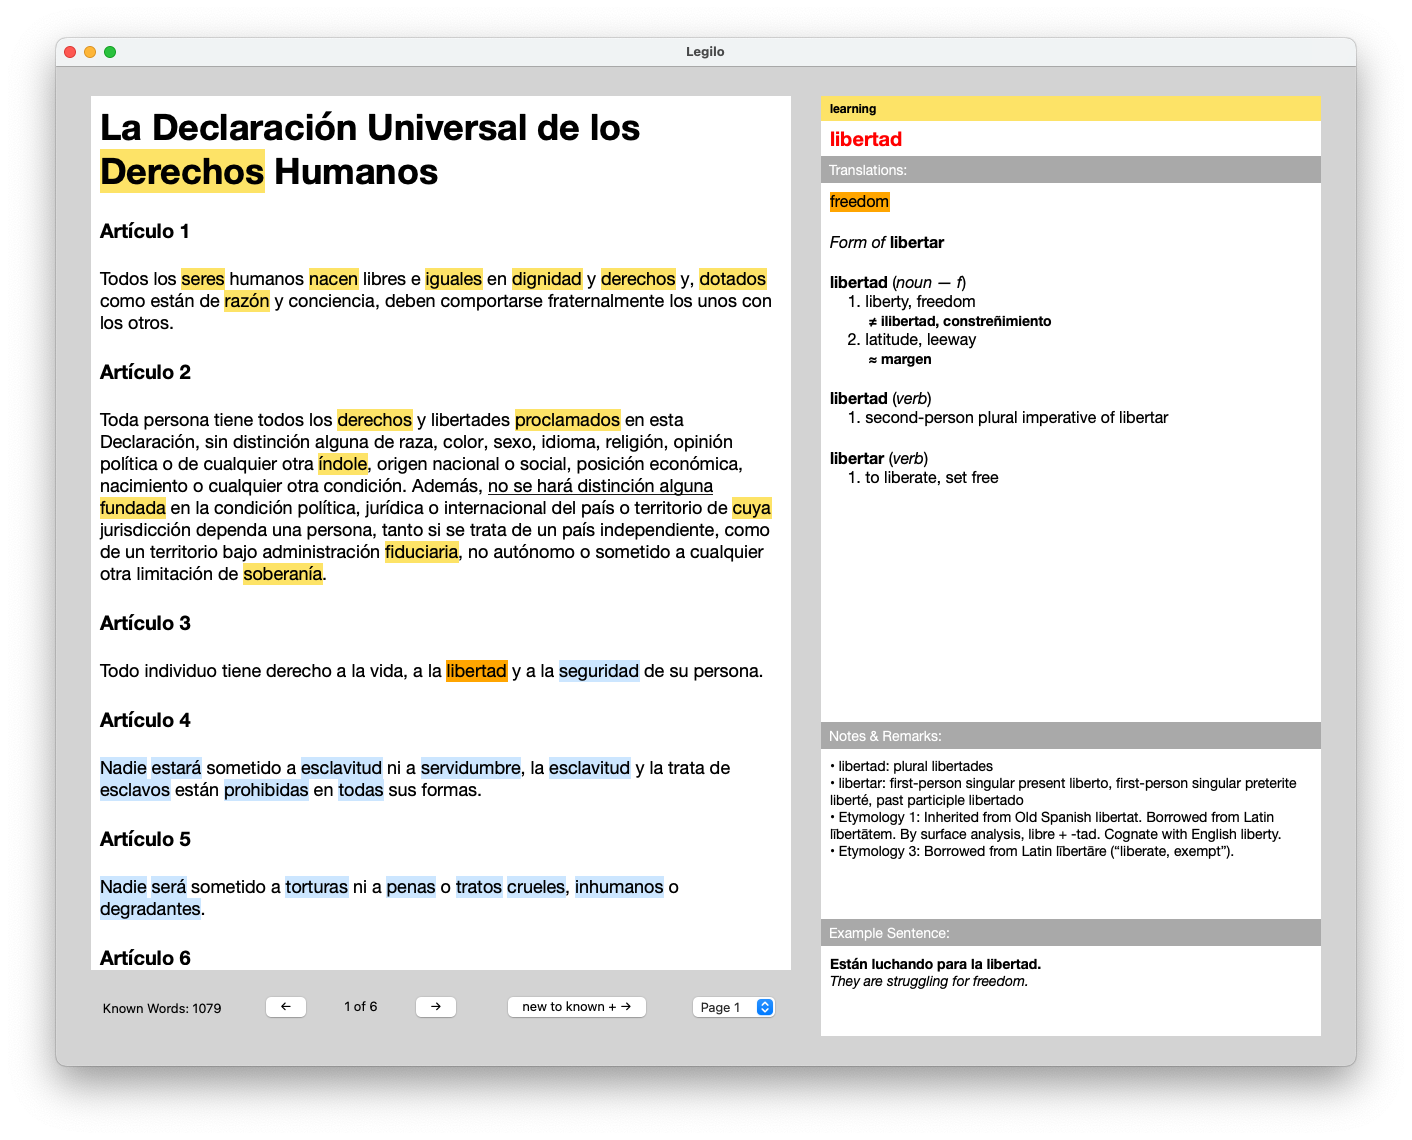 Legilo
La Declaración Universal de los
Derechos Humanos
Artículo 1
Todos los seres humanos nacen libres e iguales en dignidad y derechos y, dotados
como están de razón y conciencia, deben comportarse fraternalmente los unos con
los otros.
Artículo 2
Toda persona tiene todos los derechos y libertades proclamados en esta
Declaración, sin distinción alguna de raza, color, sexo, idioma, religión, opinión
política o de cualquier otra índole, origen nacional o social, posición económica,
nacimiento o cualquier otra condición. Además, no se hará distinción alguna
fundada en la condición política, jurídica o internacional del país o territorio de cuya
jurisdicción dependa una persona, tanto si se trata de un país independiente, como
de un territorio bajo administración fiduciaria, no autónomo o sometido a cualquier
otra limitación de soberanía.
Artículo 3
Todo individuo tiene derecho a la vida, a la libertad y a la seguridad de su persona.
Artículo 4
Nadie estará sometido a esclavitud ni a servidumbre, la esclavitud y la trata de
esclavos están prohibidas en todas sus formas.
Artículo 5
Nadie será sometido a torturas ni a penas o tratos crueles, inhumanos o
degradantes.
Artículo 6
Known Words: 1079
←
1 of 6
→
new to known + →
Page 1
learning
libertad
Translations:
freedom
Form of libertar
libertad (noun — f)
1. liberty, freedom
≠ ilibertad, constreñimiento
2. latitude, leeway
≈ margen
libertad (verb)
1. second-person plural imperative of libertar
libertar (verb)
1. to liberate, set free
Notes & Remarks:
• libertad: plural libertades
• libertar: first-person singular present liberto, first-person singular preterite
liberté, past participle libertado
• Etymology 1: Inherited from Old Spanish libertat. Borrowed from Latin
lībertātem. By surface analysis, libre + -tad. Cognate with English liberty.
• Etymology 3: Borrowed from Latin lībertāre (“liberate, exempt”).
Example Sentence:
Están luchando para la libertad.
They are struggling for freedom.